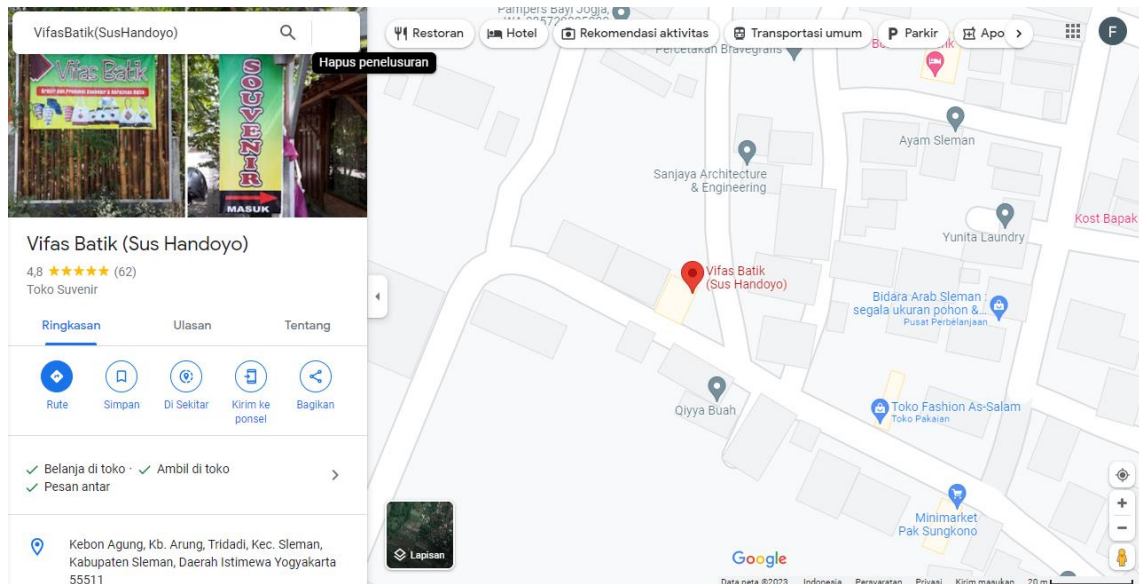 VifasBatik(SusHandoyo)
Hapus penelusuran
Restoran
Hotel
Rekomendasi aktivitas
Transportasi umum
Parkir
Apo
F
Vifas Batik
SOUVENIR
MASUK
Vifas Batik (Sus Handoyo)
4,8 ★★★★★ (62)
Toko Suvenir
Ringkasan
Ulasan
Tentang
Rute
Simpan
Di Sekitar
Kirim ke
ponsel
Bagikan
Belanja di toko · ✓ Ambil di toko
Pesan antar
Kebon Agung, Kb. Arung, Tridadi, Kec. Sleman,
Kabupaten Sleman, Daerah Istimewa Yogyakarta
55511
Pampers Bayi Jogja,
Percetakan Bravegrafis
Ayam Sleman
Sanjaya Architecture
& Engineering
Yunita Laundry
Kost Bapak
Vifas Batik
(Sus Handoyo)
Bidara Arab Sleman :
segala ukuran pohon &...
Pusat Perbelanjaan
Qiyya Buah
Toko Fashion As-Salam
Toko Pakaian
Minimarket
Pak Sungkono
Lapisan
Google
Data peta ©2023
Indonesia
Persyaratan
Privasi
Kirim masukan
20 m